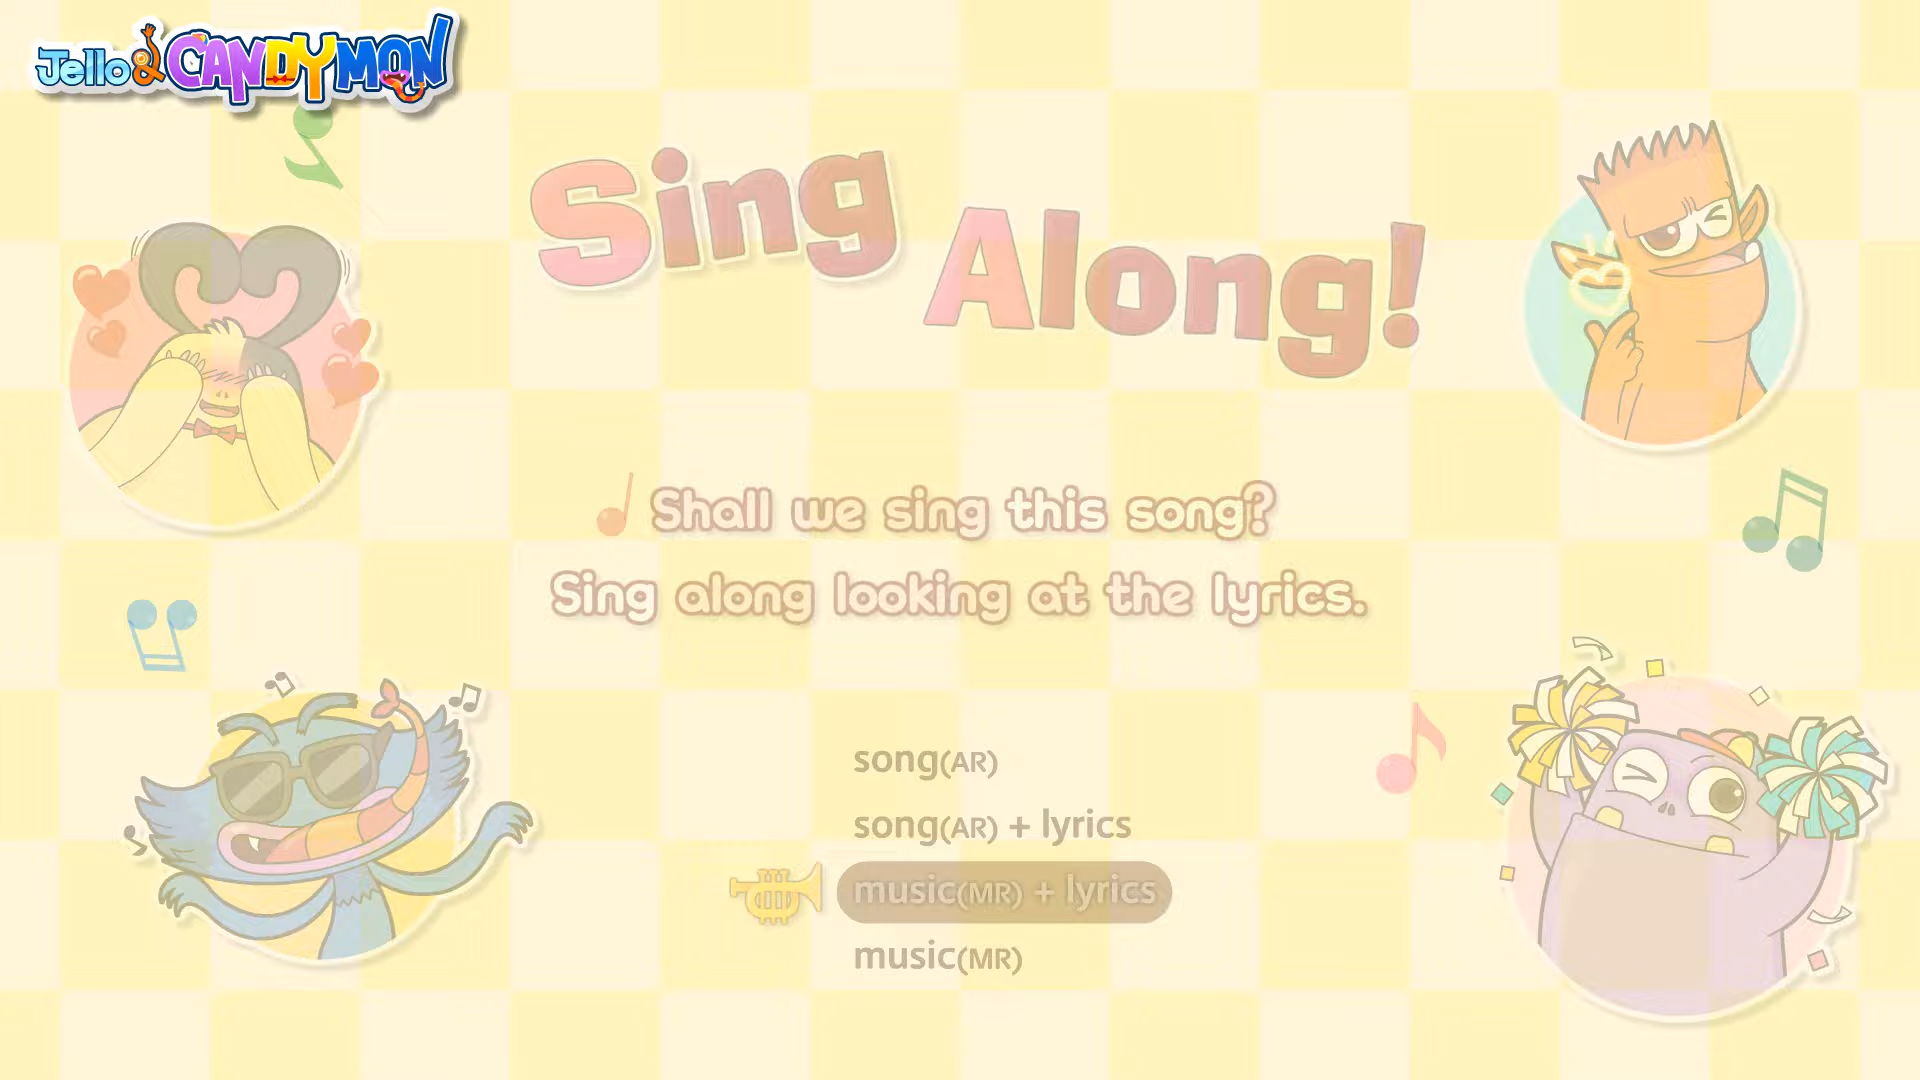 Jello & CANDYMON
Sing Along!
Shall we sing this song?
Sing along looking at the lyrics.
song(AR)
song(AR) + lyrics
music(MR) + lyrics
music(MR)